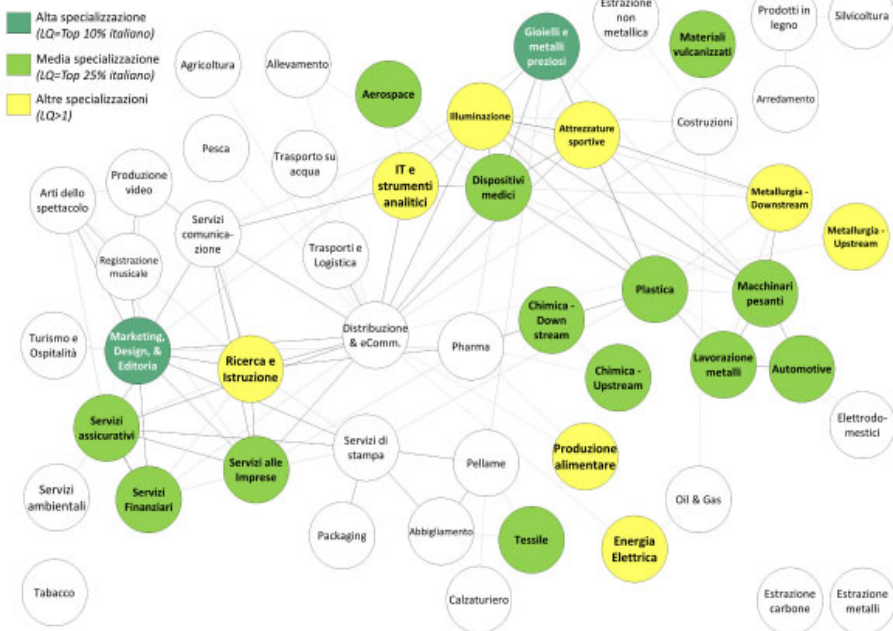 Alta specializzazione
(LQ=Top 10% italiano)
Media specializzazione
(LQ=Top 25% italiano)
Altre specializzazioni
(LQ>1)
Agricoltura
Allevamento
Pesca
Trasporto su
acqua
Aerospace
Gioielli e
metalli
preziosi
Estrazione
non
metallica
Materiali
vulcanizzati
Prodotti in
legno
Silvicoltura
Arredamento
Costruzioni
Illuminazione
Attrezzature
sportive
IT e
strumenti
analitici
Dispositivi
medici
Metallurgia -
Downstream
Metallurgia -
Upstream
Arti dello
spettacolo
Produzione
video
Servizi
comunica-
zione
Registrazione
musicale
Trasporti e
Logistica
Turismo e
Ospitalità
Marketing,
Design, &
Editoria
Ricerca e
Istruzione
Distribuzione
& eComm.
Pharma
Chimica -
Down
stream
Chimica -
Upstream
Plastica
Macchinari
pesanti
Lavorazione
metalli
Automotive
Elettrodo-
mestici
Servizi
assicurativi
Servizi
Finanziari
Servizi alle
Imprese
Servizi di
stampa
Pellame
Produzione
alimentare
Servizi
ambientali
Packaging
Abbigliamento
Tessile
Energia
Elettrica
Oil & Gas
Tabacco
Calzaturiero
Estrazione
carbone
Estrazione
metalli